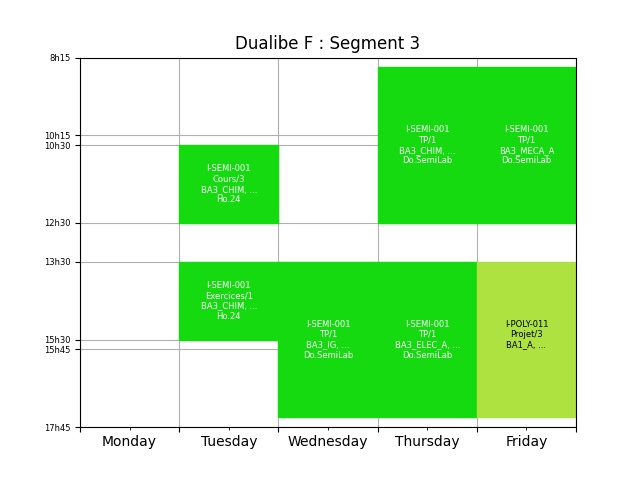 Dualibe F : Segment 3
8h15
10h15
10h30
12h30
13h30
15h30
15h45
17h45
I-SEMI-001
Cours/3
BA3_CHIM, ...
Ho.24
I-SEMI-001
Exercices/1
BA3_CHIM, ...
Ho.24
I-SEMI-001
TP/1
BA3_IG, ...
Do.SemiLab
I-SEMI-001
TP/1
BA3_CHIM, ...
Do.SemiLab
I-SEMI-001
TP/1
BA3_ELEC_A, ...
Do.SemiLab
I-SEMI-001
TP/1
BA3_MECA_A
Do.SemiLab
I-POLY-011
Projet/3
BA1_A, ...
Monday
Tuesday
Wednesday
Thursday
Friday